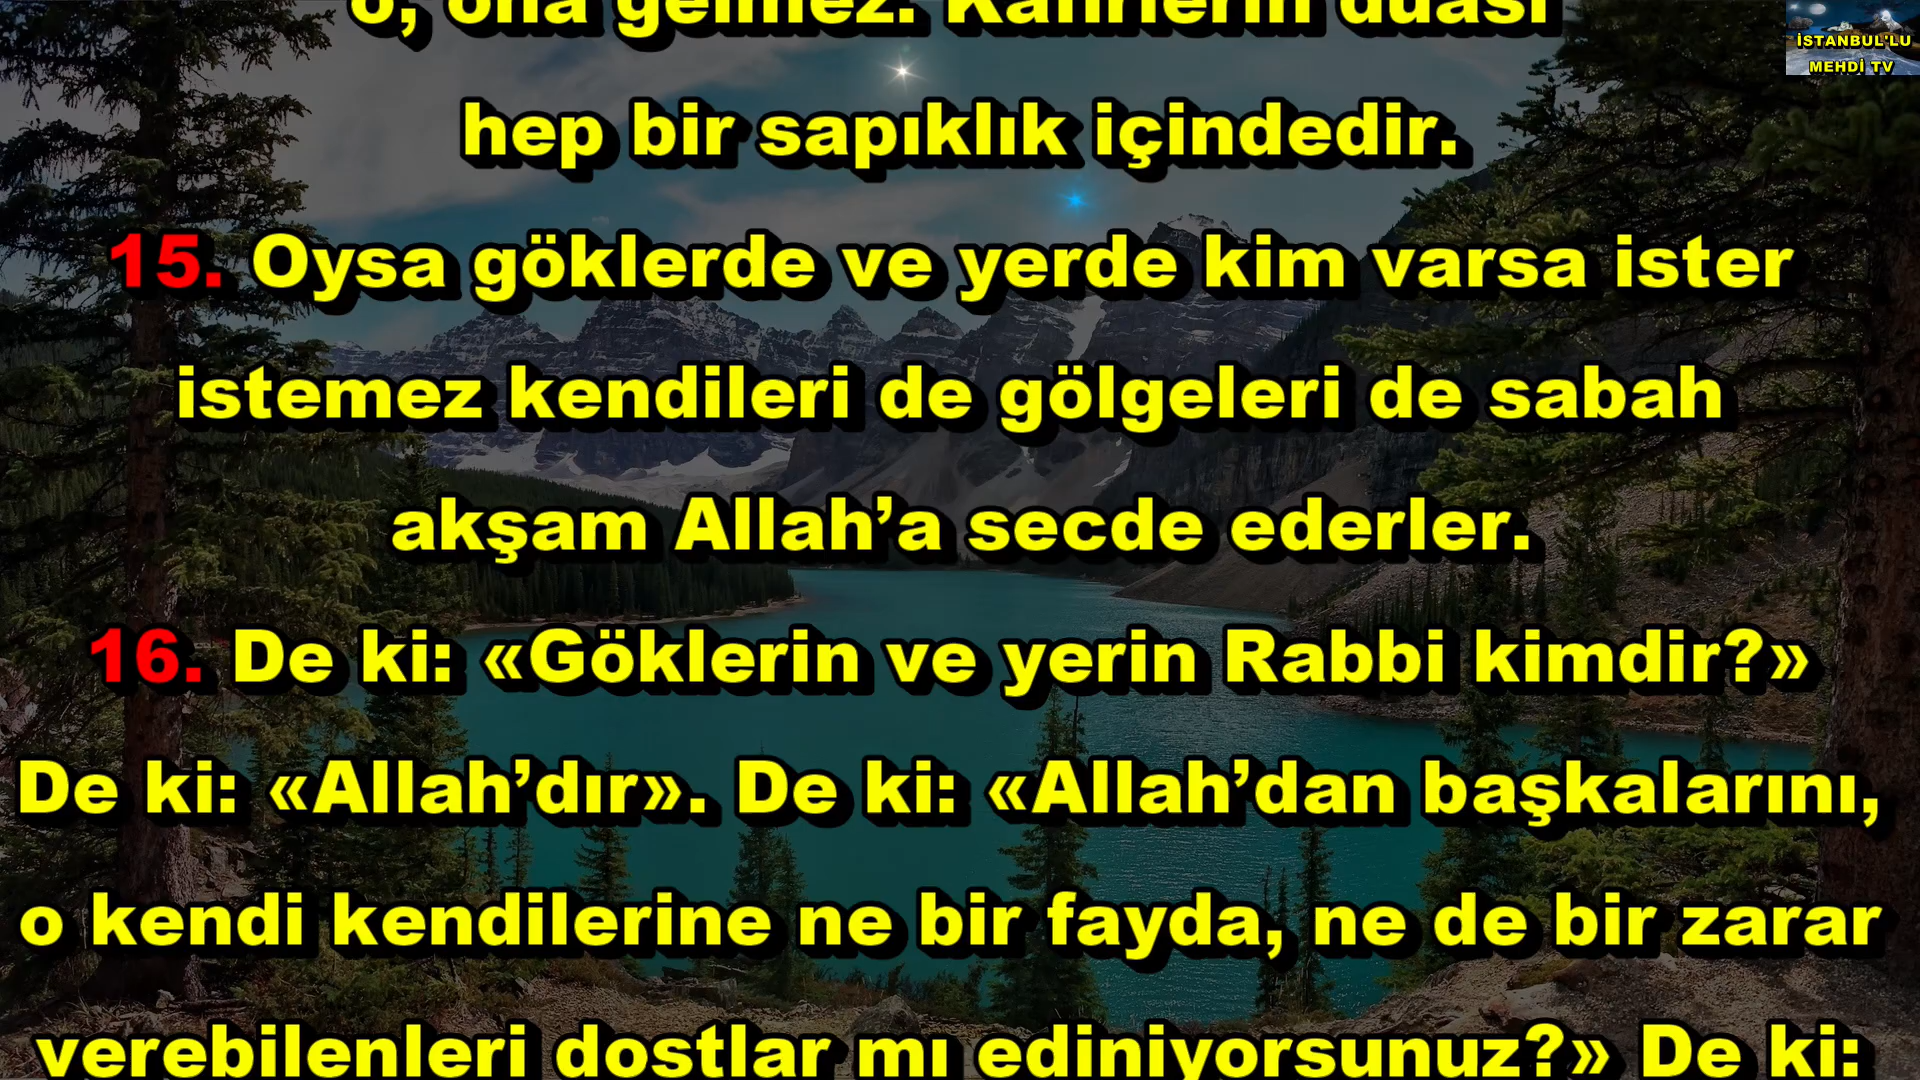 o, ona gelmez. Kafirlerin duası
İSTANBUL'LU
MEHDİ TV
hep bir sapıklık içindedir.
15. Oysa göklerde ve yerde kim varsa ister
istemez kendileri de gölgeleri de sabah
akşam Allah’a secde ederler.
16. De ki: «Göklerin ve yerin Rabbi kimdir?»
De ki: «Allah’dır». De ki: «Allah’dan başkalarını,
o kendi kendilerine ne bir fayda, ne de bir zarar
verebilenleri dostlar mı ediniyorsunuz?» De ki: